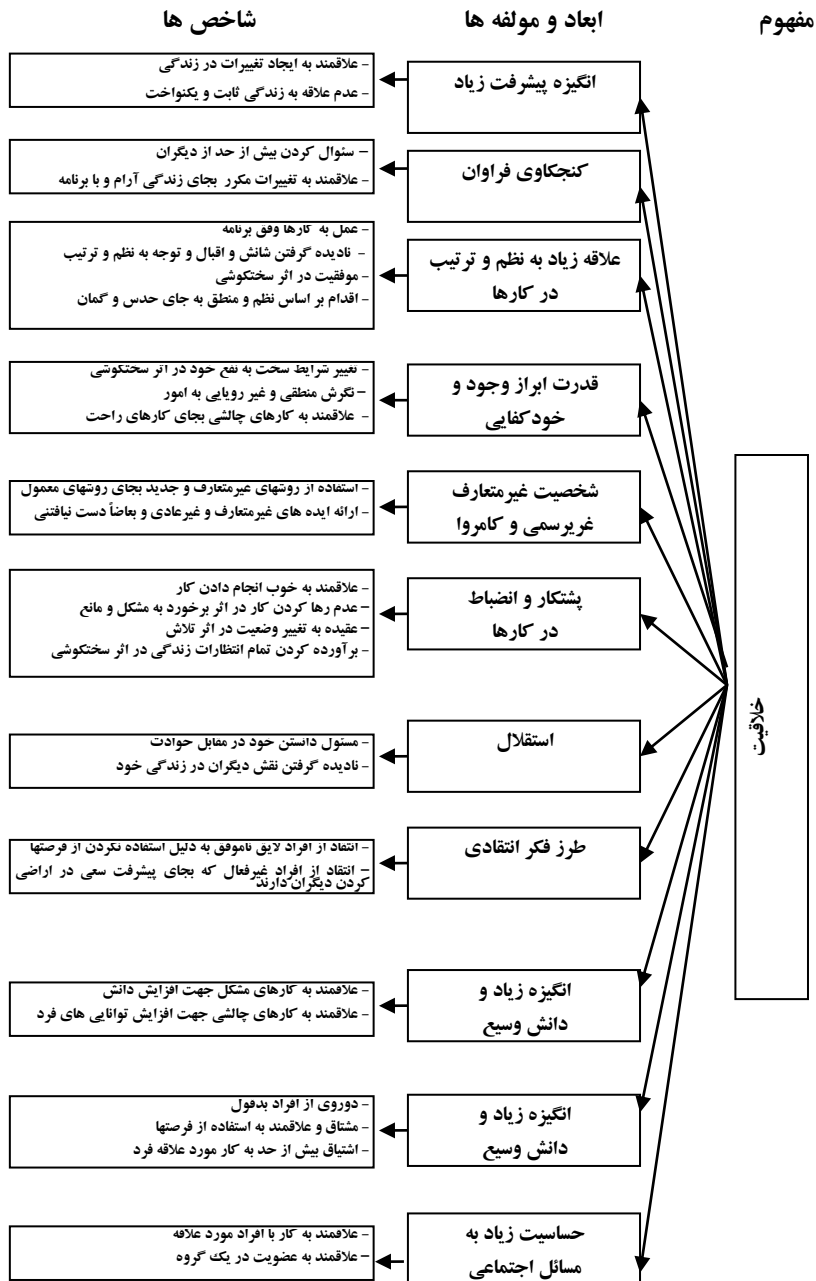 مفهوم
ابعاد و مولفه ها
شاخص ها
خلاقیت
انگیزه پیشرفت زیاد
- علاقمند به ایجاد تغییرات در زندگی
- عدم علاقه به زندگی ثابت و یکنواخت
کنجکاوی فراوان
– سئوال کردن بیش از حد از دیگران
- علاقمند به تغییرات مکرر بجای زندگی آرام و با برنامه
علاقه زیاد به نظم و ترتیب
در کارها
- عمل به کارها وفق برنامه
- نادیده گرفتن شانش و اقبال و توجه به نظم و ترتیب
- موفقیت در اثر سختکوشی
- اقدام بر اساس نظم و منطق به جای حدس و گمان
قدرت ابراز وجود و
خودکفایی
- تغییر شرایط سخت به نفع خود در اثر سختکوشی
– نگرش منطقی و غیر رویایی به امور
- علاقمند به کارهای چالشی بجای کارهای راحت
شخصیت غیرمتعارف
غریرسمی و کامروا
- استفاده از روشهای غیرمتعارف و جدید بجای روشهای معمول
- ارائه ایده های غیرمتعارف و غیرعادی و بعاضاً دست نیافتنی
پشتکار و انضباط
در کارها
- علاقمند به خوب انجام دادن کار
– عدم رها کردن کار در اثر برخورد به مشکل و مانع
– عقیده به تغییر وضعیت در اثر تلاش
- برآورده کردن تمام انتظارات زندگی در اثر سختکوشی
استقلال
- مسئول دانستن خود در مقابل حوادث
- نادیده گرفتن نقش دیگران در زندگی خود
طرز فکر انتقادی
- انتقاد از افراد لایق ناموفق به دلیل استفاده نکردن از فرصتها
– انتقاد از افراد غیرفعال که بجای پیشرفت سعی در اراضی
کردن دیگران دارند
انگیزه زیاد و
دانش وسیع
- علاقمند به کارهای مشکل جهت افزایش دانش
- علاقمند به کارهای چالشی جهت افزایش توانایی های فرد
انگیزه زیاد و
دانش وسیع
- دوروی از افراد بدقول
- مشتاق و علاقمند به استفاده از فرصتها
- اشتیاق بیش از حد به کار مورد علاقه فرد
حساسیت زیاد به
مسائل اجتماعی
- علاقمند به کار با افراد مورد علاقه
– علاقمند به عضویت در یک گروه